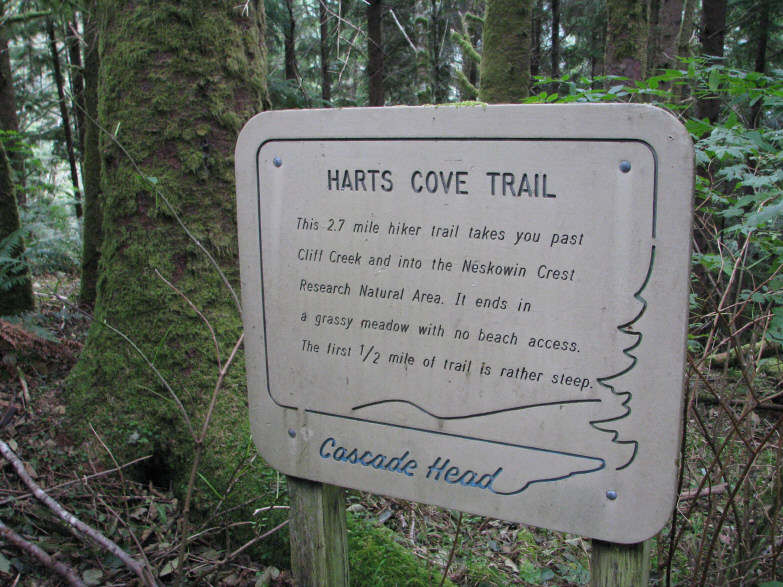 HARTS COVE TRAIL
This 2.7 mile hiker trail takes you past
Cliff Creek and into the Neskowin Crest
Research Natural Area. It ends in
a grassy meadow with no beach access.
The first 1/2 mile of trail is rather steep.
Cascade Head